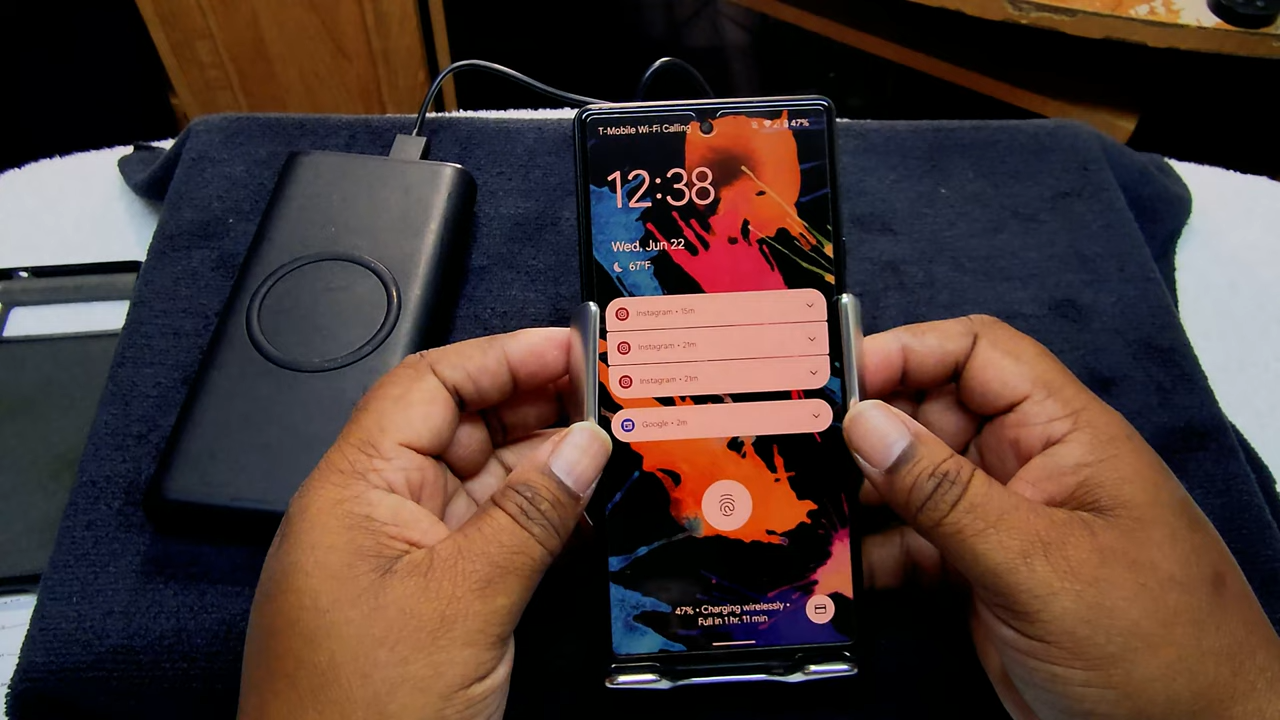 T-Mobile Wi-Fi Calling 47%
12:38
Wed, Jun 22
67°F
Instagram • 15m
Instagram • 21m
Instagram • 21m
Google • 2m
47% • Charging wirelessly •
Full in 1 hr, 11 min